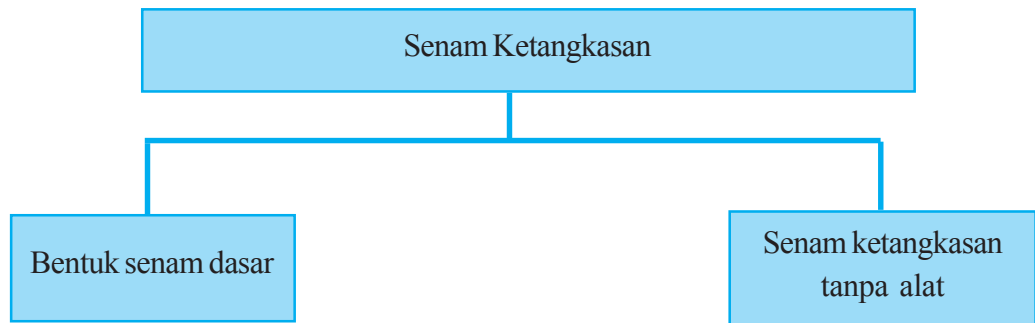 Senam Ketangkasan
Bentuk senam dasar
Senam ketangkasan
tanpa alat